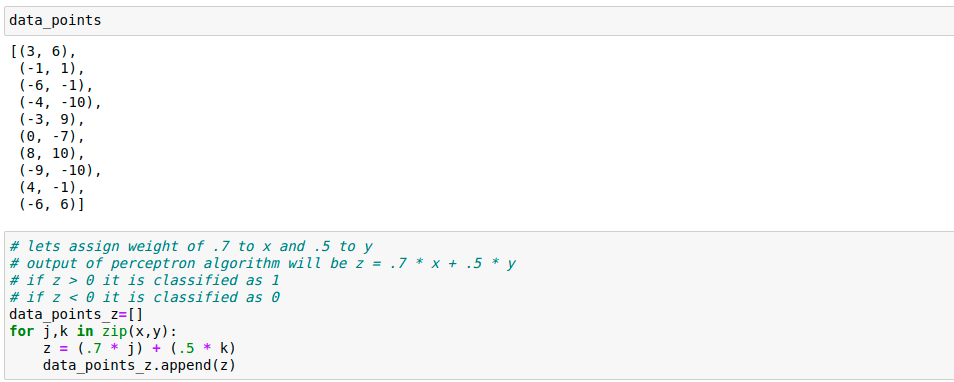 data_points
[(3, 6),
(-1, 1),
(-6, -1),
(-4, -10),
(-3, 9),
(0, -7),
(8, 10),
(-9, -10),
(4, -1),
(-6, 6)]
# lets assign weight of .7 to x and .5 to y
# output of perceptron algorithm will be z = .7 * x + .5 * y
# if z > 0 it is classified as 1
# if z < 0 it is classified as 0
data_points_z=[]
for j,k in zip(x,y):
    z = (.7 * j) + (.5 * k)
    data_points_z.append(z)